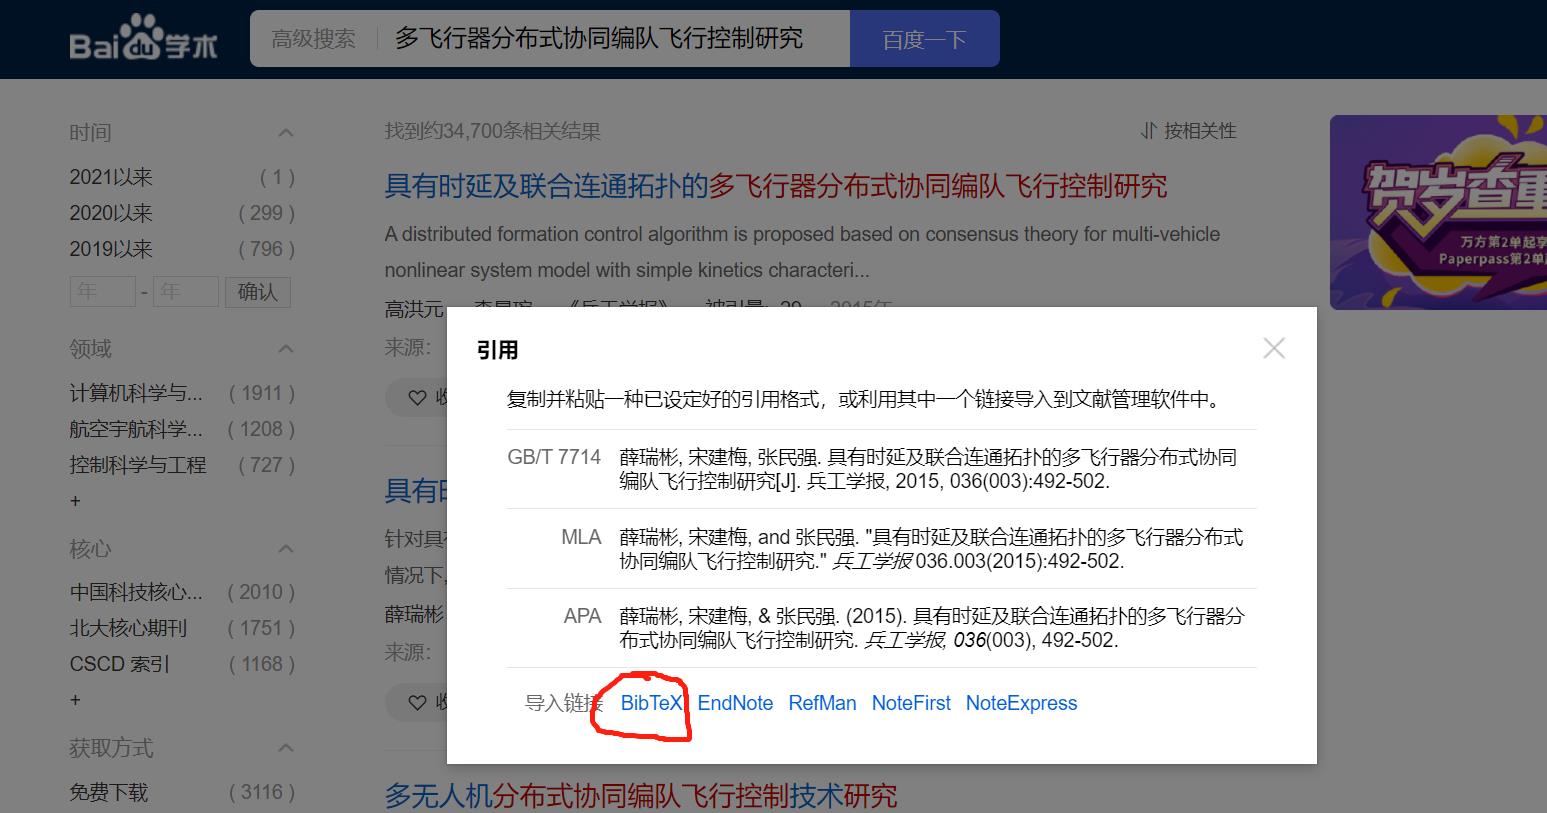 Bai du 学术
高级搜索
多飞行器分布式协同编队飞行控制研究
百度一下
时间
2021以来 ( 1 )
2020以来 ( 299 )
2019以来 ( 796 )
年 - 年 确认
领域
计算机科学与... ( 1911 )
航空宇航科学... ( 1208 )
控制科学与工程 ( 727 )
+
核心
中国科技核心... ( 2010 )
北大核心期刊 ( 1751 )
CSCD 索引 ( 1168 )
+
获取方式
免费下载 ( 3116 )
找到约34,700条相关结果
按相关性
具有时延及联合连通拓扑的多飞行器分布式协同编队飞行控制研究
A distributed formation control algorithm is proposed based on consensus theory for multi-vehicle
nonlinear system model with simple kinetics characteri...
高洪元
来源:
收
具有时
针对具有
情况下,
薛瑞彬
来源:
收
多无人机分布式协同编队飞行控制技术研究
引用
复制并粘贴一种已设定好的引用格式，或利用其中一个链接导入到文献管理软件中。
GB/T 7714 薛瑞彬, 宋建梅, 张民强. 具有时延及联合连通拓扑的多飞行器分布式协同
编队飞行控制研究[J]. 兵工学报, 2015, 036(003):492-502.
MLA 薛瑞彬, 宋建梅, and 张民强. "具有时延及联合连通拓扑的多飞行器分布式
协同编队飞行控制研究." 兵工学报 036.003(2015):492-502.
APA 薛瑞彬, 宋建梅, & 张民强. (2015). 具有时延及联合连通拓扑的多飞行器分
布式协同编队飞行控制研究. 兵工学报, 036(003), 492-502.
导入链接 BibTeX EndNote RefMan NoteFirst NoteExpress
贺岁查重
万方第2单起享
Paperpass第2单